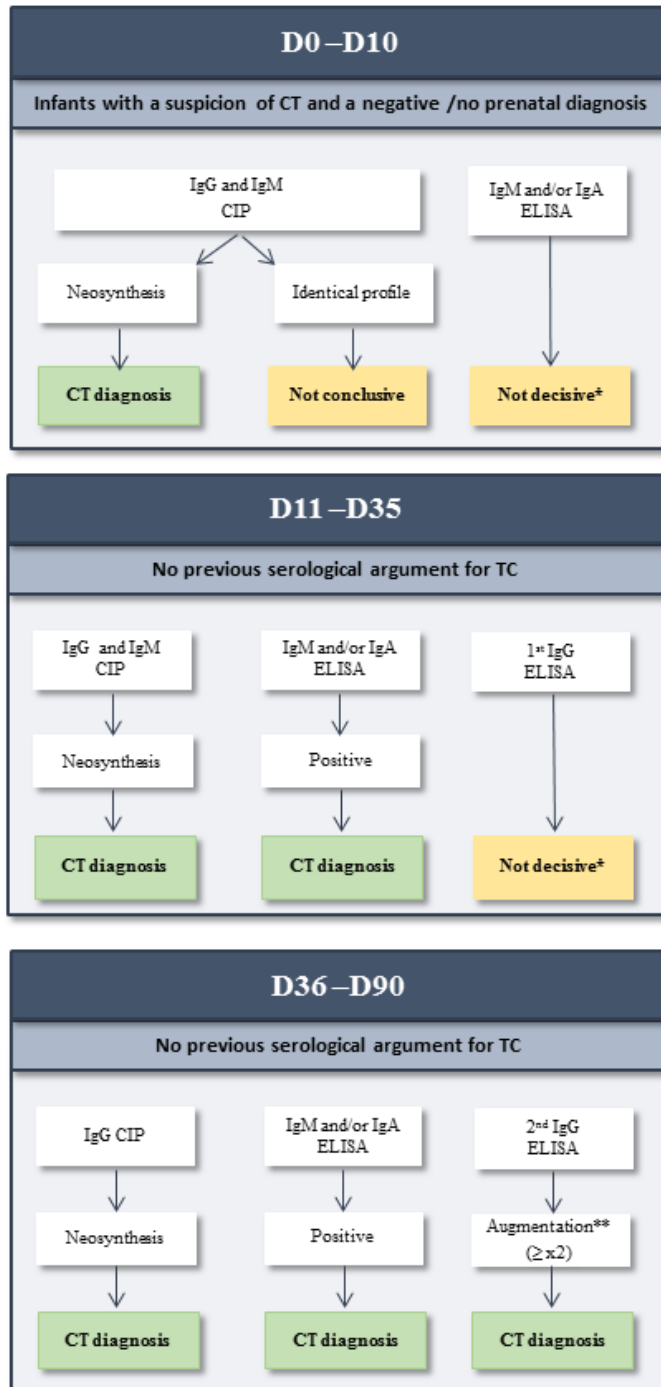 D0 –D10
Infants with a suspicion of CT and a negative /no prenatal diagnosis
IgG and IgM
CIP
IgM and/or IgA
ELISA
Neosynthesis
Identical profile
CT diagnosis
Not conclusive
Not decisive*
D11 –D35
No previous serological argument for TC
IgG and IgM
CIP
IgM and/or IgA
ELISA
1st IgG
ELISA
Neosynthesis
Positive
CT diagnosis
CT diagnosis
Not decisive*
D36 –D90
No previous serological argument for TC
IgG CIP
IgM and/or IgA
ELISA
2nd IgG
ELISA
Neosynthesis
Positive
Augmentation**
(≥ x2)
CT diagnosis
CT diagnosis
CT diagnosis